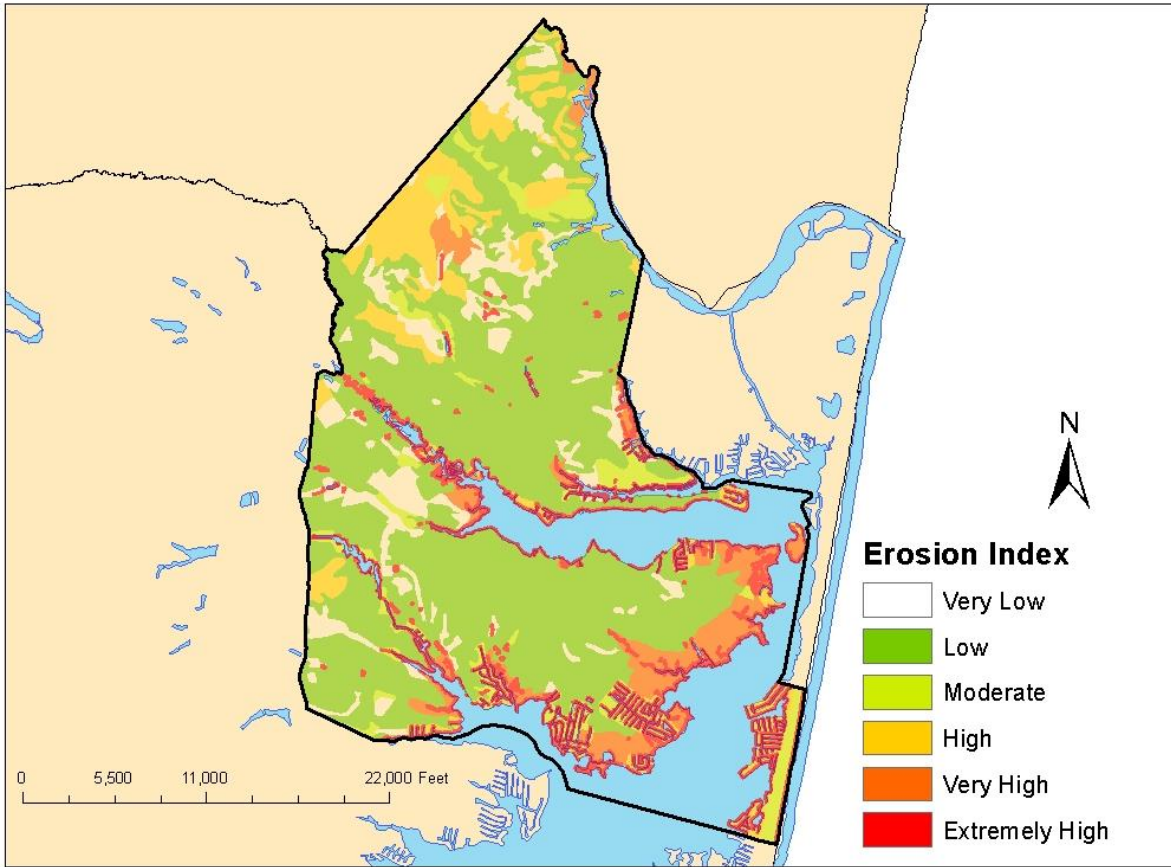 N
Erosion Index
Very Low
Low
Moderate
High
Very High
Extremely High
0 5,500 11,000 22,000 Feet